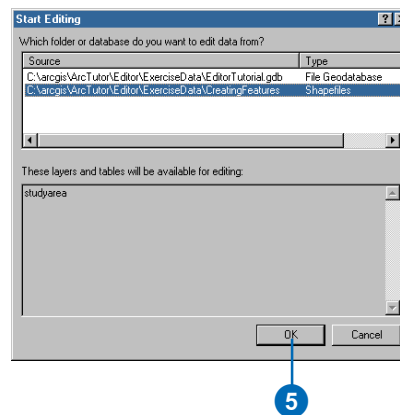 Start Editing
Which folder or database do you want to edit data from?
Source Type
C:\arcgis\ArcTutor\Editor\ExerciseData\EditorTutorial.gdb File Geodatabase
C:\arcgis\ArcTutor\Editor\ExerciseData\CreatingFeatures Shapefiles
These layers and tables will be available for editing:
studyarea
OK Cancel
5